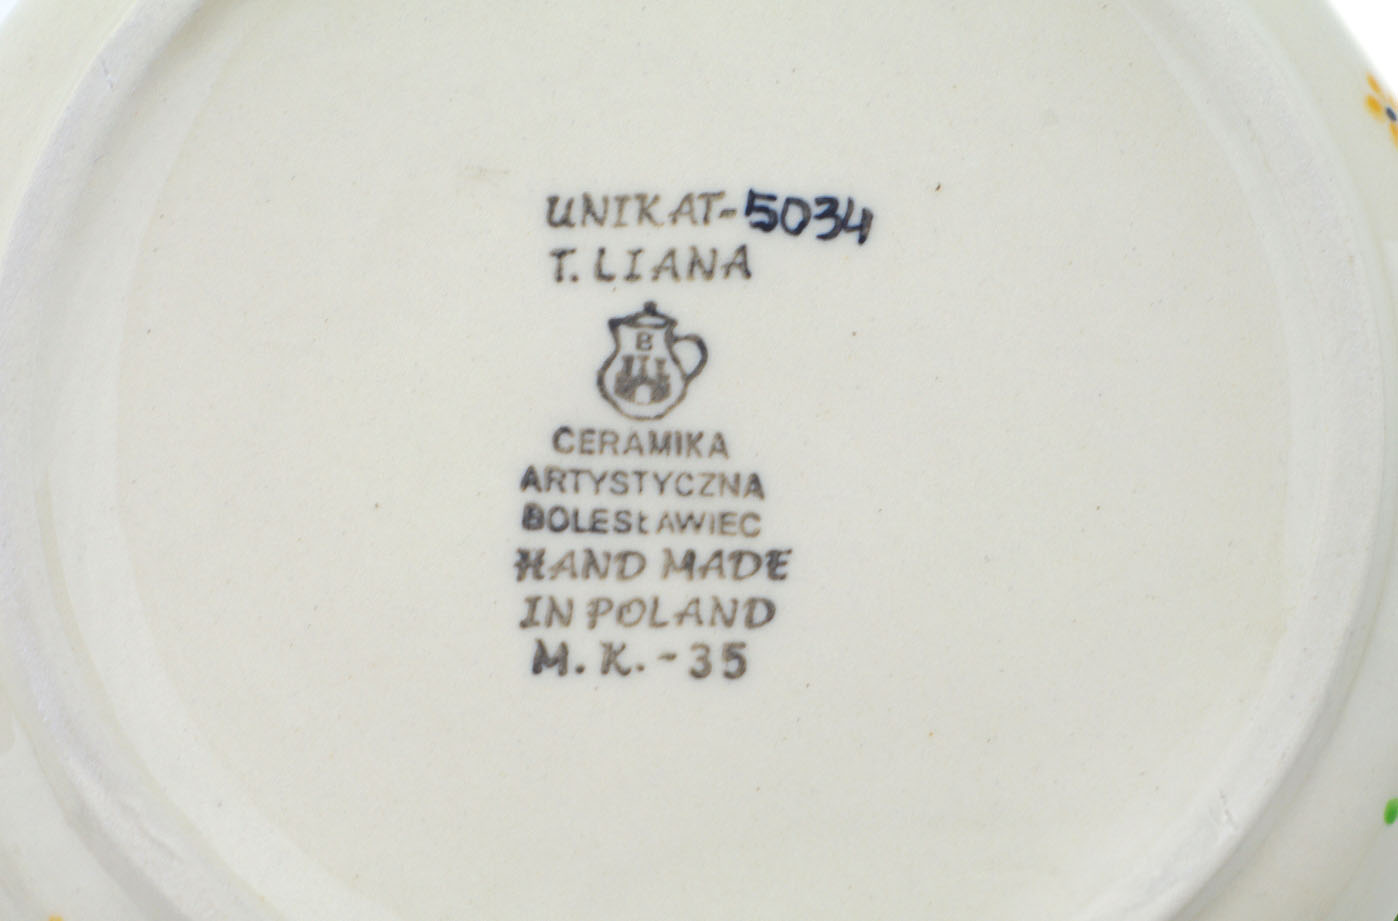 UNIKAT-5034
T. LIANA
B
CERAMIKA
ARTYSTYCZNA
BOLESŁAWIEC
HAND MADE
IN POLAND
M. K. - 35